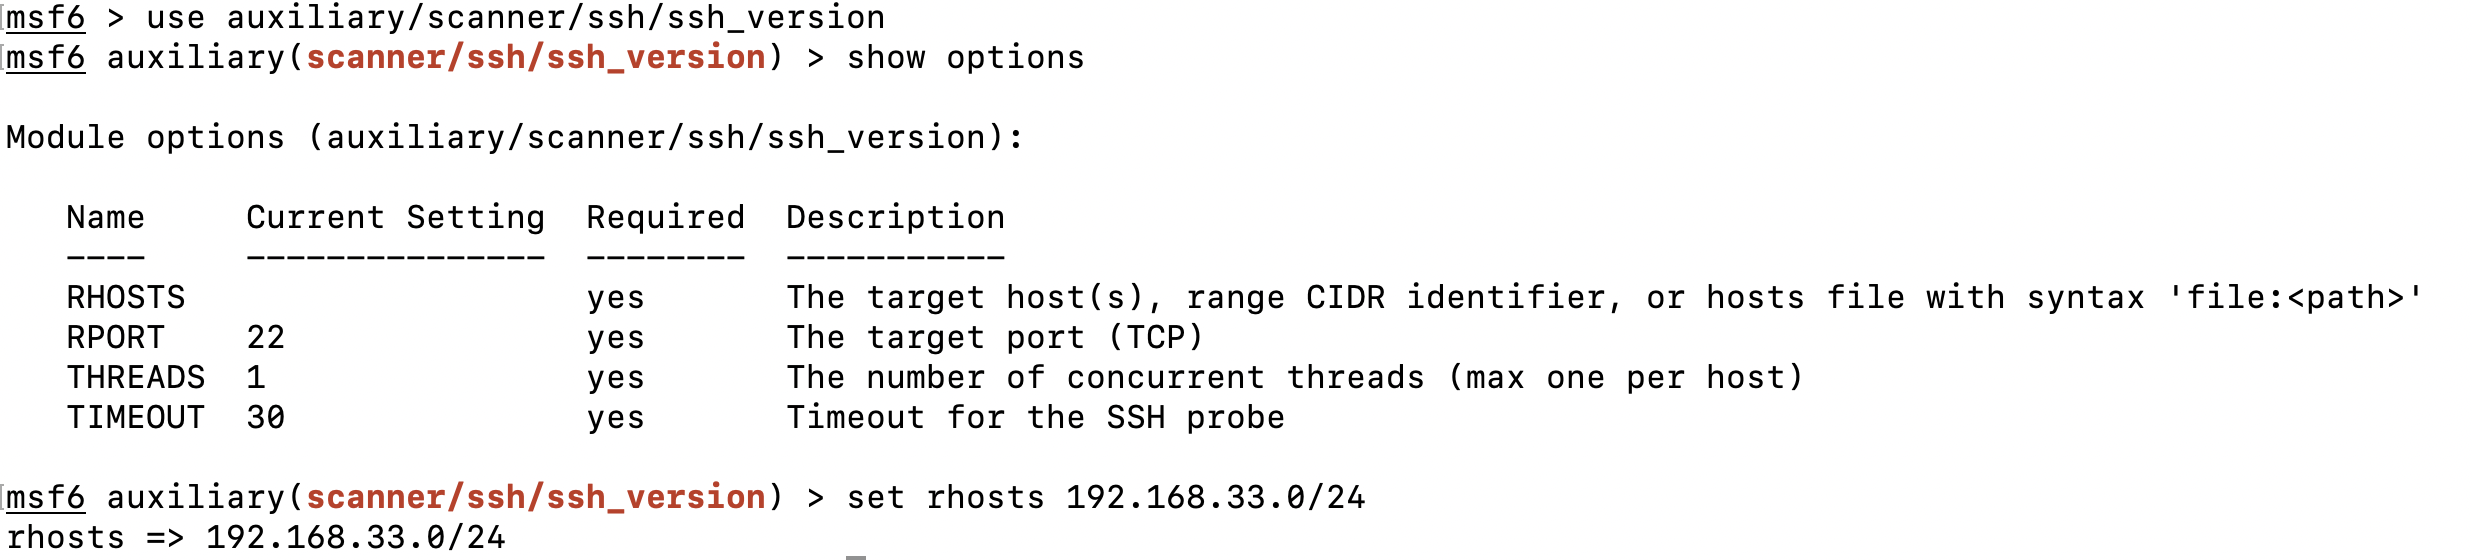 msf6 > use auxiliary/scanner/ssh/ssh_version
msf6 auxiliary(scanner/ssh/ssh_version) > show options

Module options (auxiliary/scanner/ssh/ssh_version):

   Name     Current Setting  Required  Description
   ----     ---------------  --------  -----------
   RHOSTS                    yes       The target host(s), range CIDR identifier, or hosts file with syntax 'file:<path>'
   RPORT    22               yes       The target port (TCP)
   THREADS  1                yes       The number of concurrent threads (max one per host)
   TIMEOUT  30               yes       Timeout for the SSH probe

msf6 auxiliary(scanner/ssh/ssh_version) > set rhosts 192.168.33.0/24
rhosts => 192.168.33.0/24